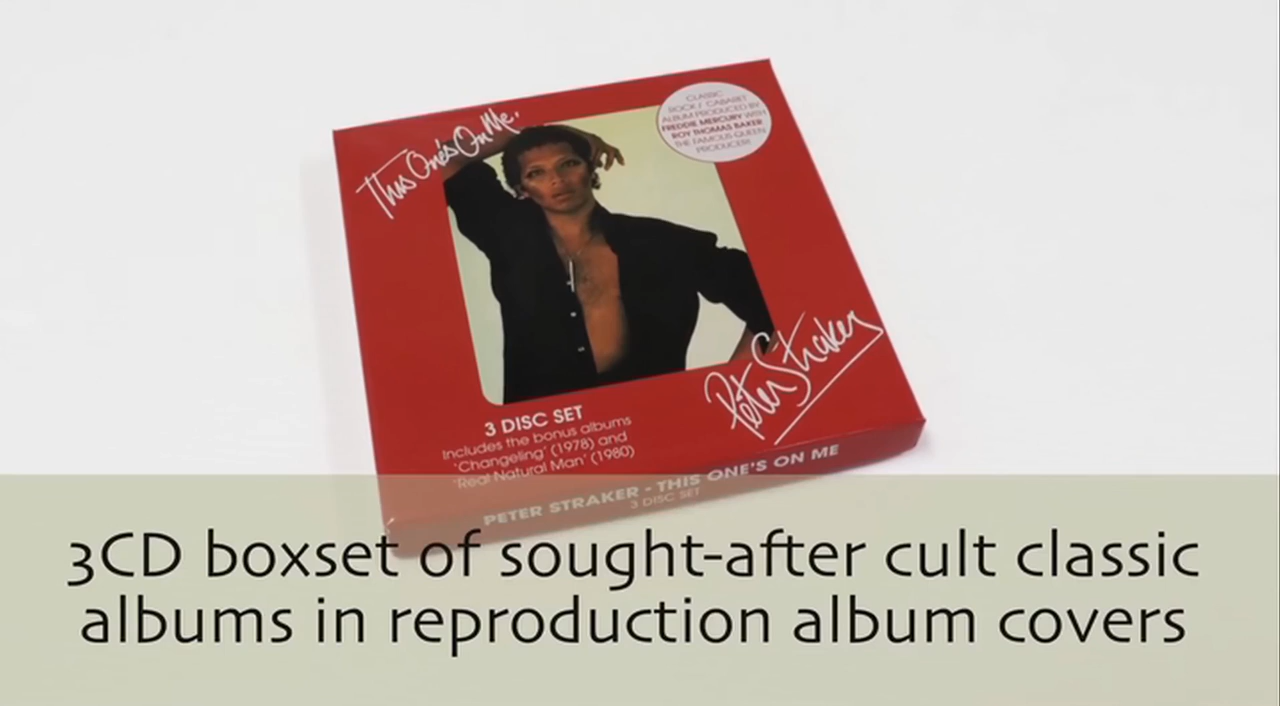 This One's On Me.
CLASSIC
ROCK / CABARET
ALBUM PRODUCED BY
FREDDIE MERCURY WITH
ROY THOMAS BAKER
THE FAMOUS QUEEN
PRODUCER
Peter Straker
3 DISC SET
Includes the bonus albums
'Changeling' (1978) and
'Real Natural Man' (1980)
PETER STRAKER - THIS ONE'S ON ME
3 DISC SET
3CD boxset of sought-after cult classic
albums in reproduction album covers